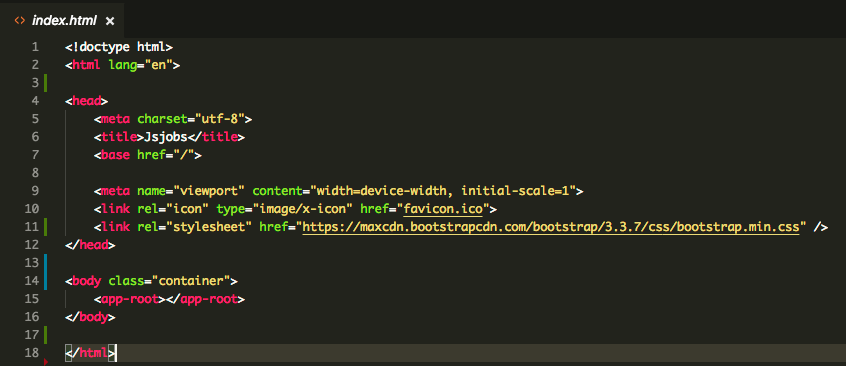 <> index.html ×
1 <!doctype html>
2 <html lang="en">
3
4 <head>
5     <meta charset="utf-8">
6     <title>Jsjobs</title>
7     <base href="/">
8
9     <meta name="viewport" content="width=device-width, initial-scale=1">
10     <link rel="icon" type="image/x-icon" href="favicon.ico">
11     <link rel="stylesheet" href="https://maxcdn.bootstrapcdn.com/bootstrap/3.3.7/css/bootstrap.min.css" />
12 </head>
13
14 <body class="container">
15     <app-root></app-root>
16 </body>
17
18 </html>